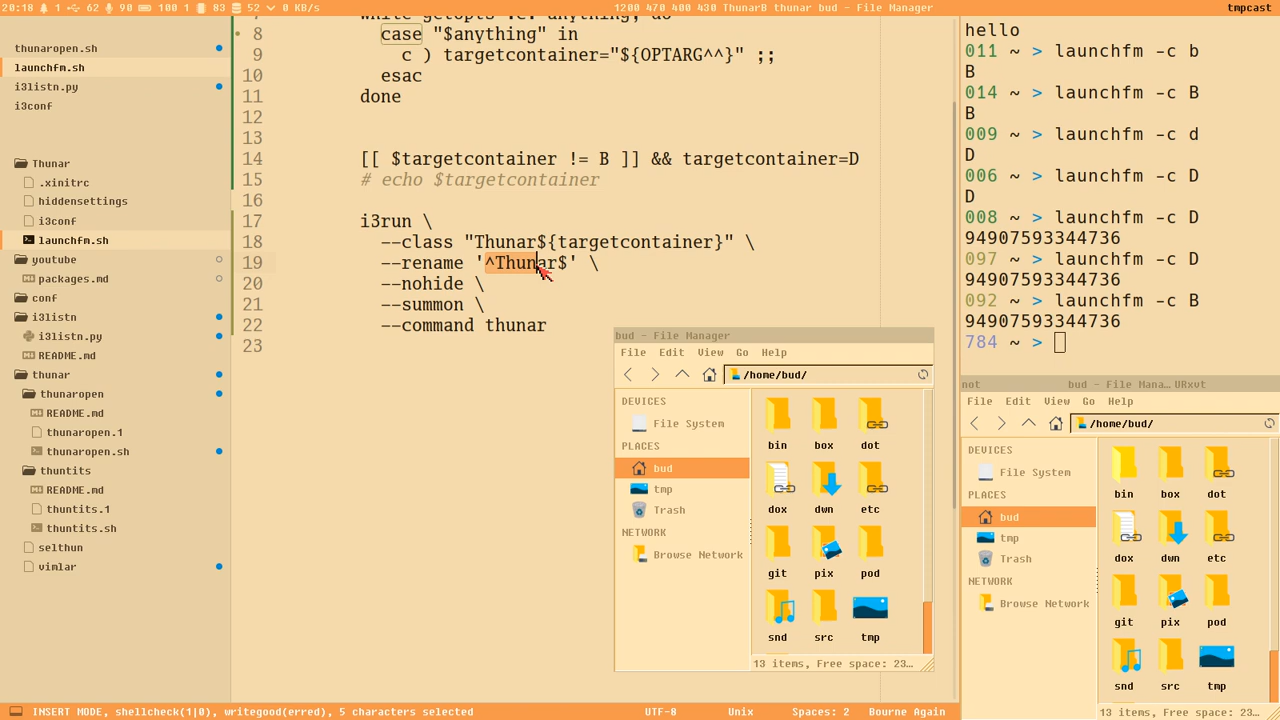 20:18 1 62 90 100 1 83 52 0 KB/s
1200 470 400 430 ThunarB thunar bud - File Manager
tmpcast
thunaropen.sh
launchfm.sh
i3listn.py
i3conf
Thunar
.xinitrc
hiddensettings
i3conf
launchfm.sh
youtube
packages.md
conf
i3listn
i3listn.py
README.md
thunar
thunaropen
README.md
thunaropen.1
thunaropen.sh
thuntits
README.md
thuntits.1
thuntits.sh
selthun
vimlar
8 case "$anything" in
9 c ) targetcontainer="${OPTARG^^}" ;;
10 esac
11 done
12
13
14 [[ $targetcontainer != B ]] && targetcontainer=D
15 # echo $targetcontainer
16
17 i3run \
18 --class "Thunar${targetcontainer}" \
19 --rename '^Thunar$' \
20 --nohide \
21 --summon \
22 --command thunar
23
bud - File Manager
File Edit View Go Help
/home/bud/
DEVICES
File System
PLACES
bud
tmp
Trash
NETWORK
Browse Network
bin box dot
dox dwn etc
git pix pod
snd src tmp
13 items, Free space: 23…
hello
011 ~ > launchfm -c b
B
014 ~ > launchfm -c B
B
009 ~ > launchfm -c d
D
006 ~ > launchfm -c D
D
008 ~ > launchfm -c D
94907593344736
097 ~ > launchfm -c D
94907593344736
092 ~ > launchfm -c B
94907593344736
784 ~ >
not bud - File Mana… URxvt
File Edit View Go Help
/home/bud/
DEVICES
File System
PLACES
bud
tmp
Trash
NETWORK
Browse Network
bin box dot
dox dwn etc
git pix pod
snd src tmp
13 items, Free space: 23…
INSERT MODE, shellcheck(1|0), writegood(erred), 5 characters selected
UTF-8 Unix Spaces: 2 Bourne Again